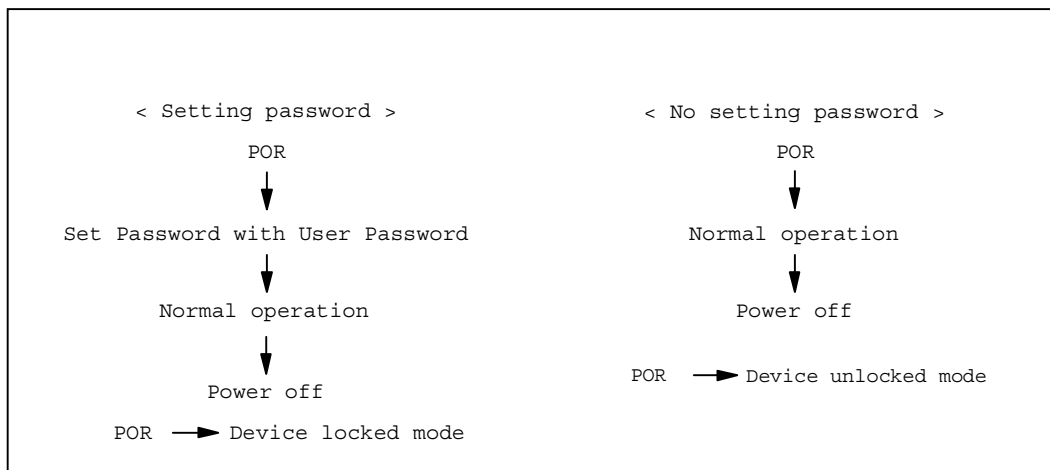 < Setting password >
POR
Set Password with User Password
Normal operation
Power off
POR
Device locked mode
< No setting password >
POR
Normal operation
Power off
POR
Device unlocked mode